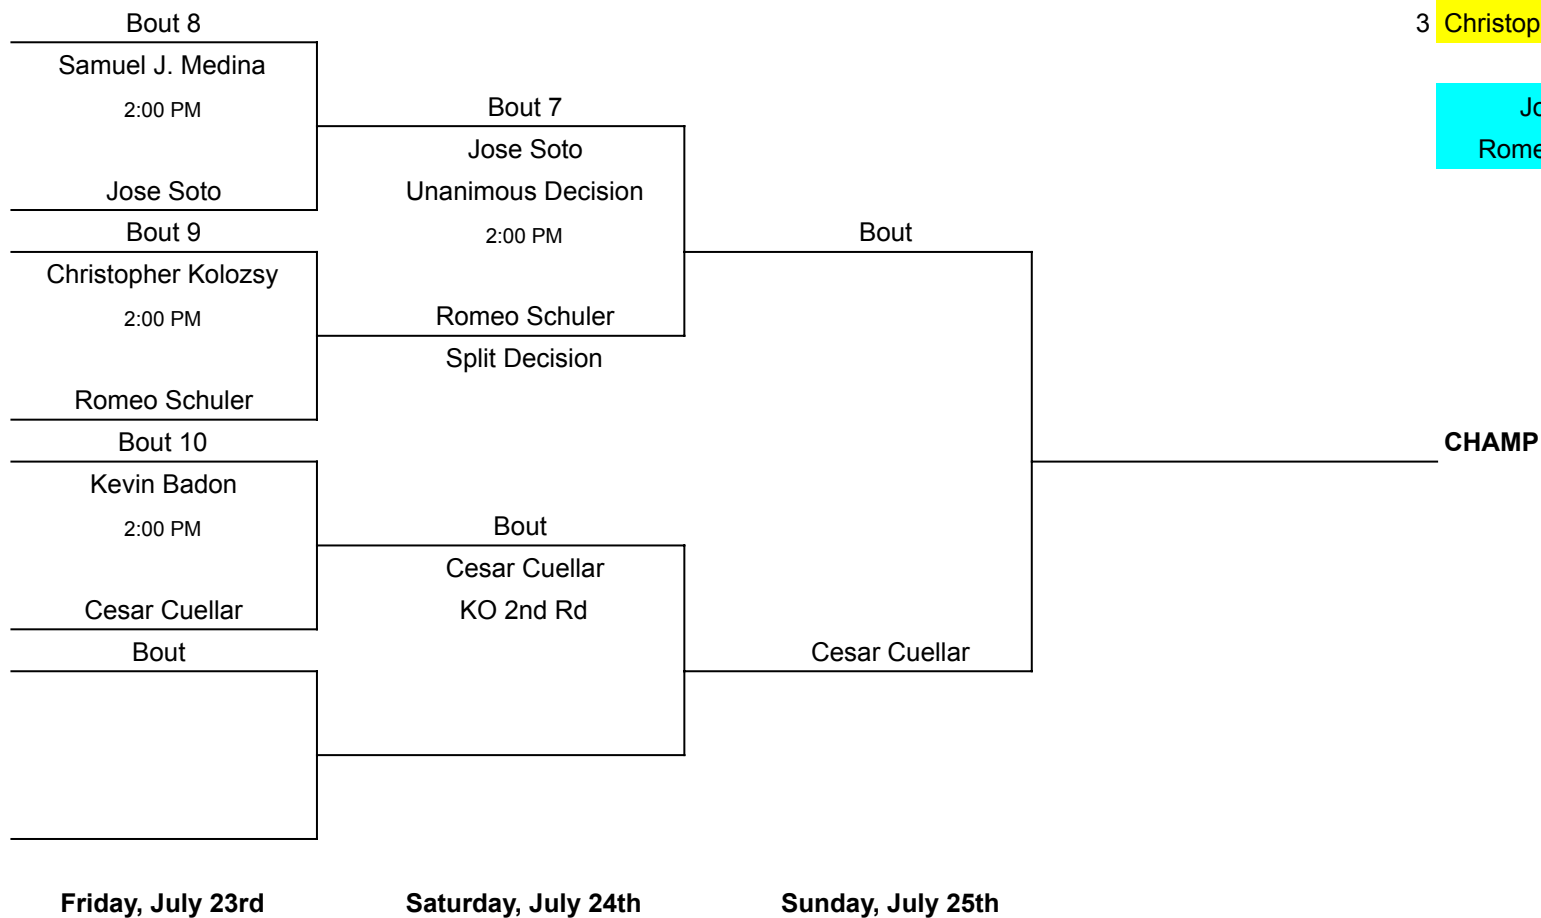 Bout 8
3 Christop
Samuel J. Medina
2:00 PM
Bout 7
Jo
Jose Soto
Rome
Jose Soto
Unanimous Decision
Bout 9
2:00 PM
Bout
Christopher Kolozsy
2:00 PM
Romeo Schuler
Split Decision
Romeo Schuler
Bout 10
CHAMP
Kevin Badon
2:00 PM
Bout
Cesar Cuellar
Cesar Cuellar
KO 2nd Rd
Bout
Cesar Cuellar
Friday, July 23rd
Saturday, July 24th
Sunday, July 25th